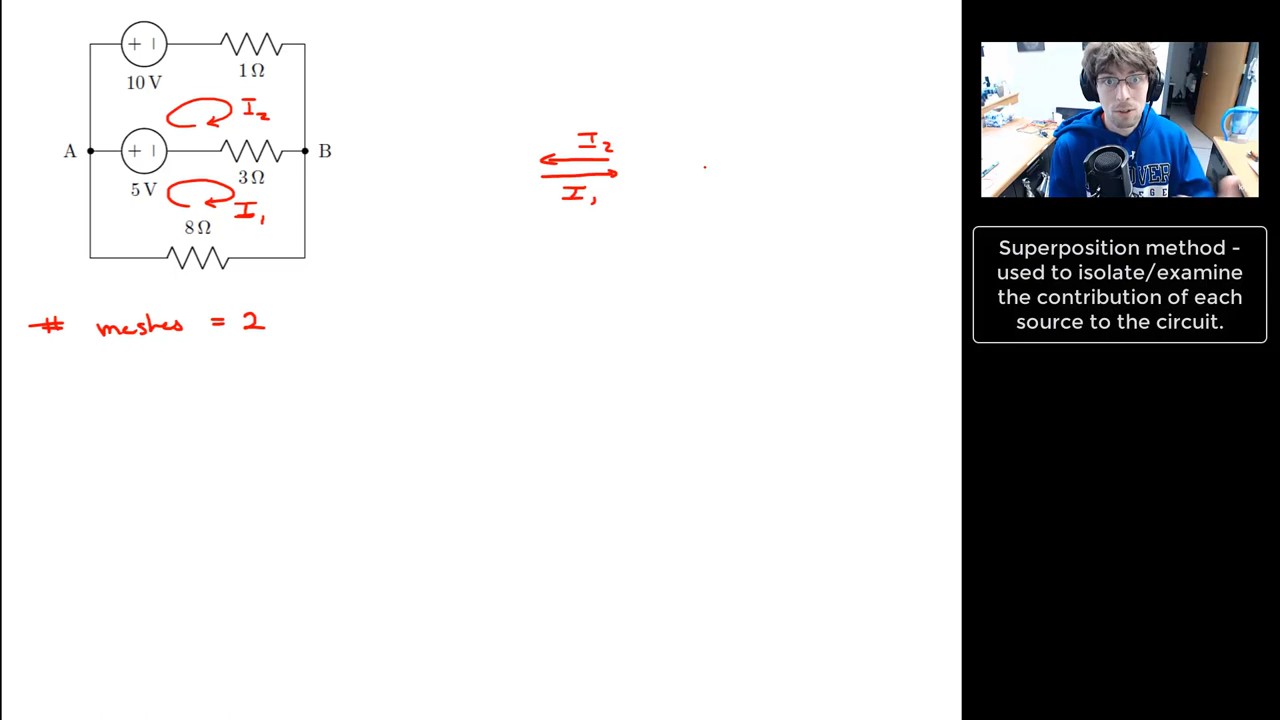 + −
10 V
1 Ω
I₂
A
+ −
B
5 V
3 Ω
I₁
8 Ω
# meshes = 2
I₂
I₁
Superposition method -
used to isolate/examine
the contribution of each
source to the circuit.